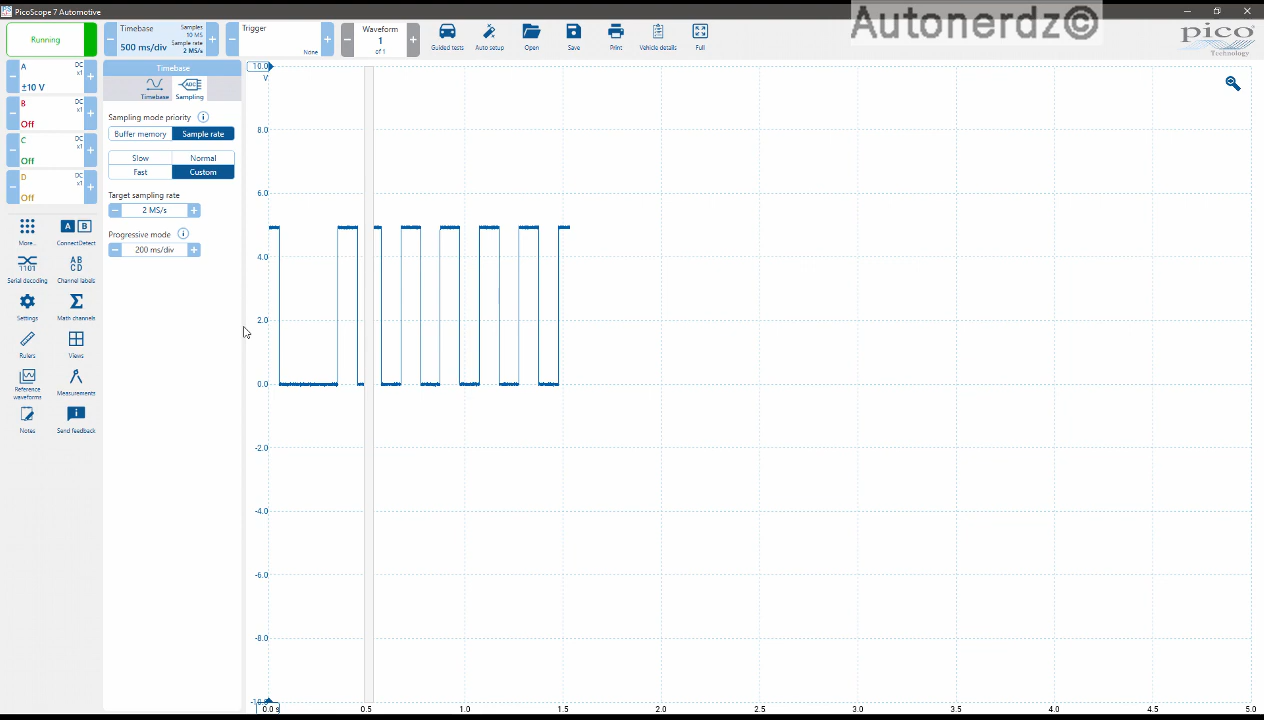 PicoScope 7 Automotive
Autonerdz©
Running
Timebase
500 ms/div
Samples
10 MS
Sample rate
2 MS/s
Trigger
None
Waveform
1
of 1
Guided tests
Auto setup
Open
Save
Print
Vehicle details
Full
pico
Technology
A
DC
x1
±10 V
B
DC
x1
Off
C
DC
x1
Off
D
DC
x1
Off
More...
A B
ConnectDetect
1101
Serial decoding
AB
CD
Channel labels
Settings
Σ
Math channels
Rulers
Views
Reference
waveforms
Measurements
Notes
Send feedback
Timebase
Timebase
ADC
Sampling
Sampling mode priority
Buffer memory
Sample rate
Slow
Normal
Fast
Custom
Target sampling rate
2 MS/s
Progressive mode
200 ms/div
10.0
V
8.0
6.0
4.0
2.0
0.0
-2.0
-4.0
-6.0
-8.0
0.0 s
0.5
1.0
1.5
2.0
2.5
3.0
3.5
4.0
4.5
5.0